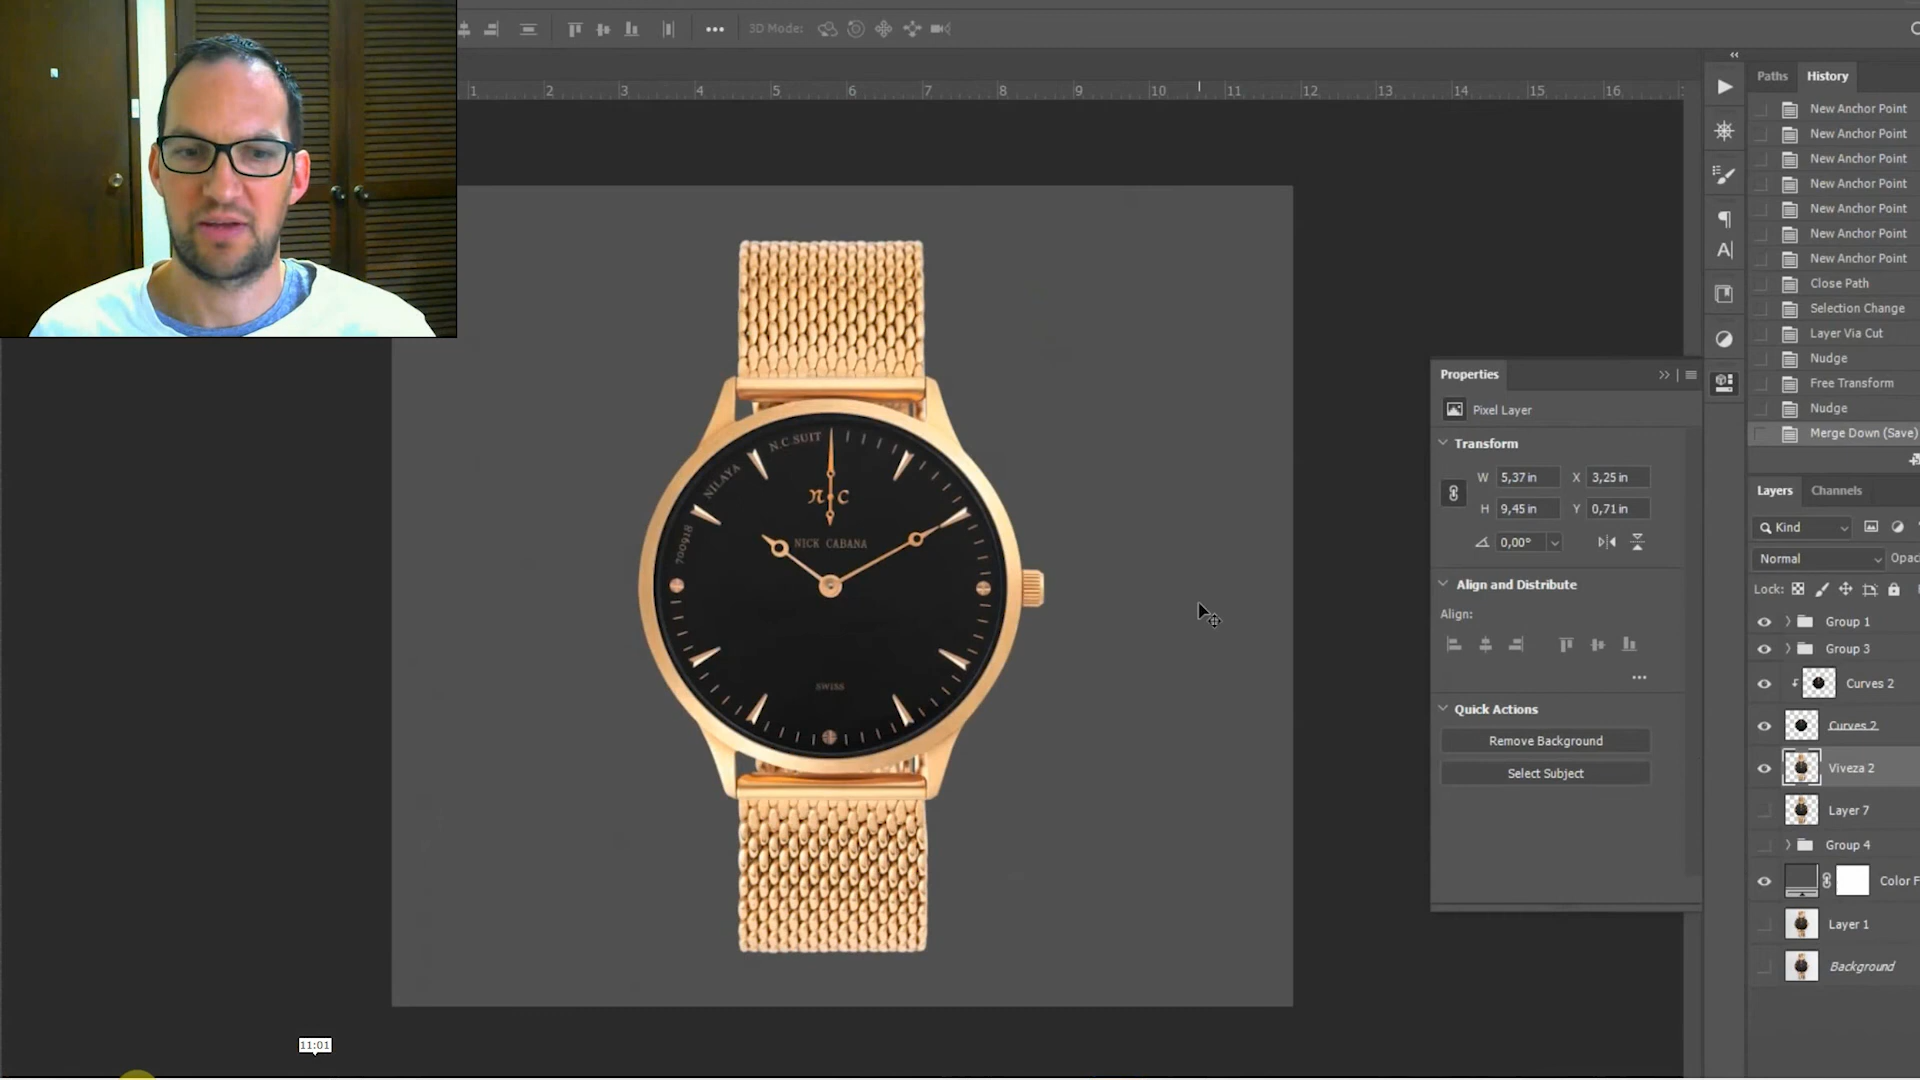 3D Mode:
1 2 3 4 5 6 7 8 9 10 11 12 13 14 15 16
Paths History
New Anchor Point
New Anchor Point
New Anchor Point
New Anchor Point
New Anchor Point
New Anchor Point
New Anchor Point
Close Path
Selection Change
Layer Via Cut
Nudge
Free Transform
Nudge
Merge Down (Save)
Properties
Pixel Layer
Transform
W 5,37 in X 3,25 in
H 9,45 in Y 0,71 in
0,00°
Align and Distribute
Align:
Quick Actions
Remove Background
Select Subject
Layers Channels
Kind
Normal Opac
Lock:
Group 1
Group 3
Curves 2
Curves 2
Viveza 2
Layer 7
Group 4
Color F
Layer 1
Background
700918 NILAYA N.C.SUIT
n c
NICK CABANA
SWISS
11:01